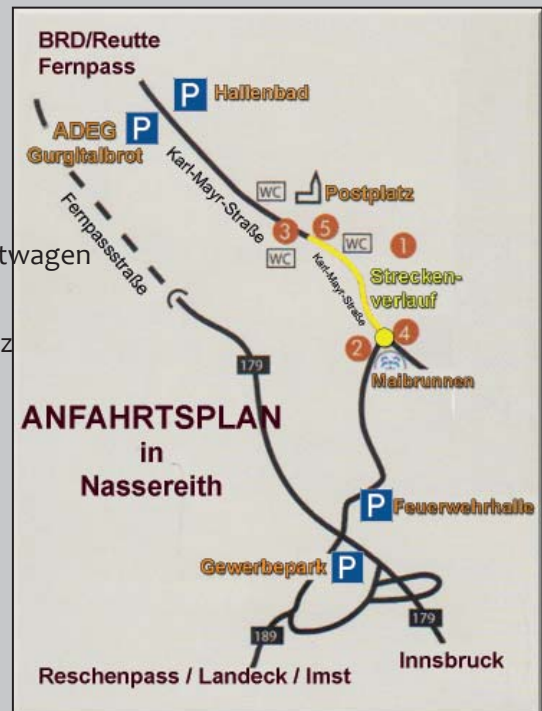 BRD/Reutte
Fernpass
P Hallenbad
ADEG P
Gurgltalbrot
Karl-Mayr-Straße
Fernpassstraße
WC
Postplatz
3
5
WC
1
WC
twagen
Karl-Mayr-Straße
Strecken-
verlauf
z
2
4
179
Maibrunnen
ANFAHRTSPLAN
in
Nassereith
P Feuerwehrhalle
Gewerbepark P
179
189
Innsbruck
Reschenpass / Landeck / Imst